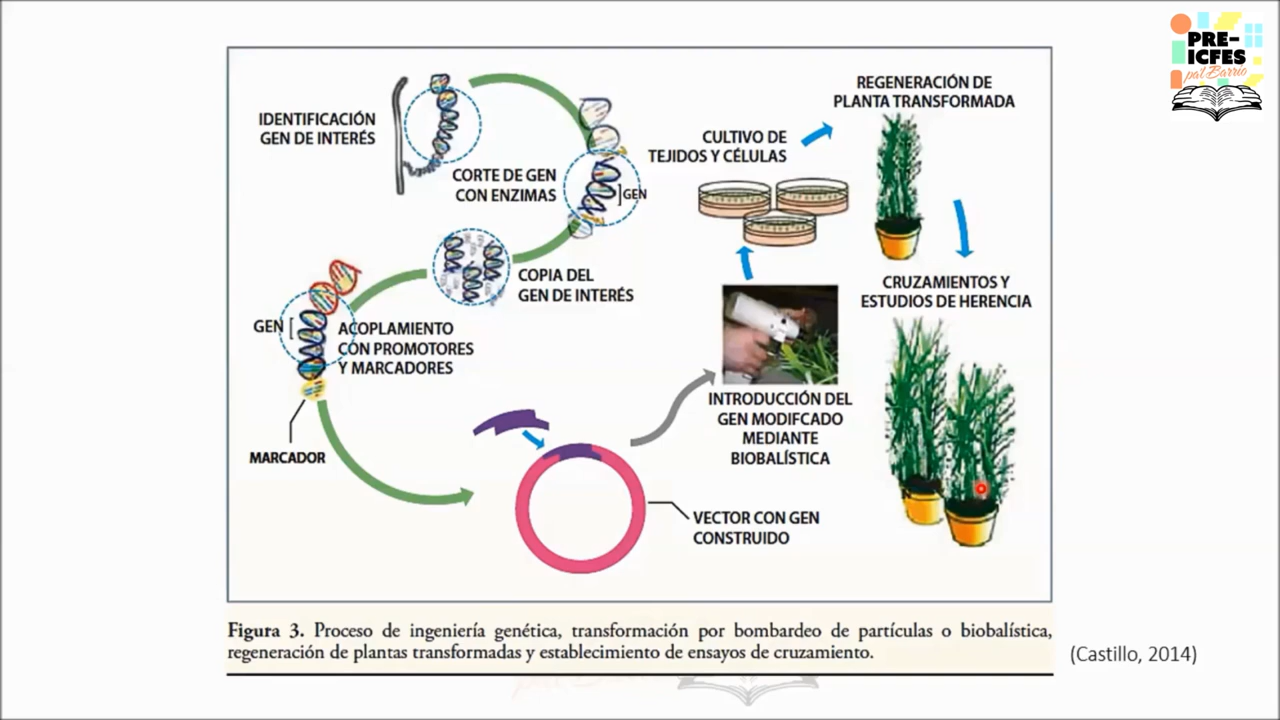 PRE-
ICFES
pa'l Barrio
IDENTIFICACIÓN
GEN DE INTERÉS
CORTE DE GEN
CON ENZIMAS
GEN
COPIA DEL
GEN DE INTERÉS
GEN
ACOPLAMIENTO
CON PROMOTORES
Y MARCADORES
MARCADOR
VECTOR CON GEN
CONSTRUIDO
INTRODUCCIÓN DEL
GEN MODIFCADO
MEDIANTE
BIOBALÍSTICA
CULTIVO DE
TEJIDOS Y CÉLULAS
REGENERACIÓN DE
PLANTA TRANSFORMADA
CRUZAMIENTOS Y
ESTUDIOS DE HERENCIA
Figura 3. Proceso de ingeniería genética, transformación por bombardeo de partículas o biobalística,
regeneración de plantas transformadas y establecimiento de ensayos de cruzamiento.
(Castillo, 2014)